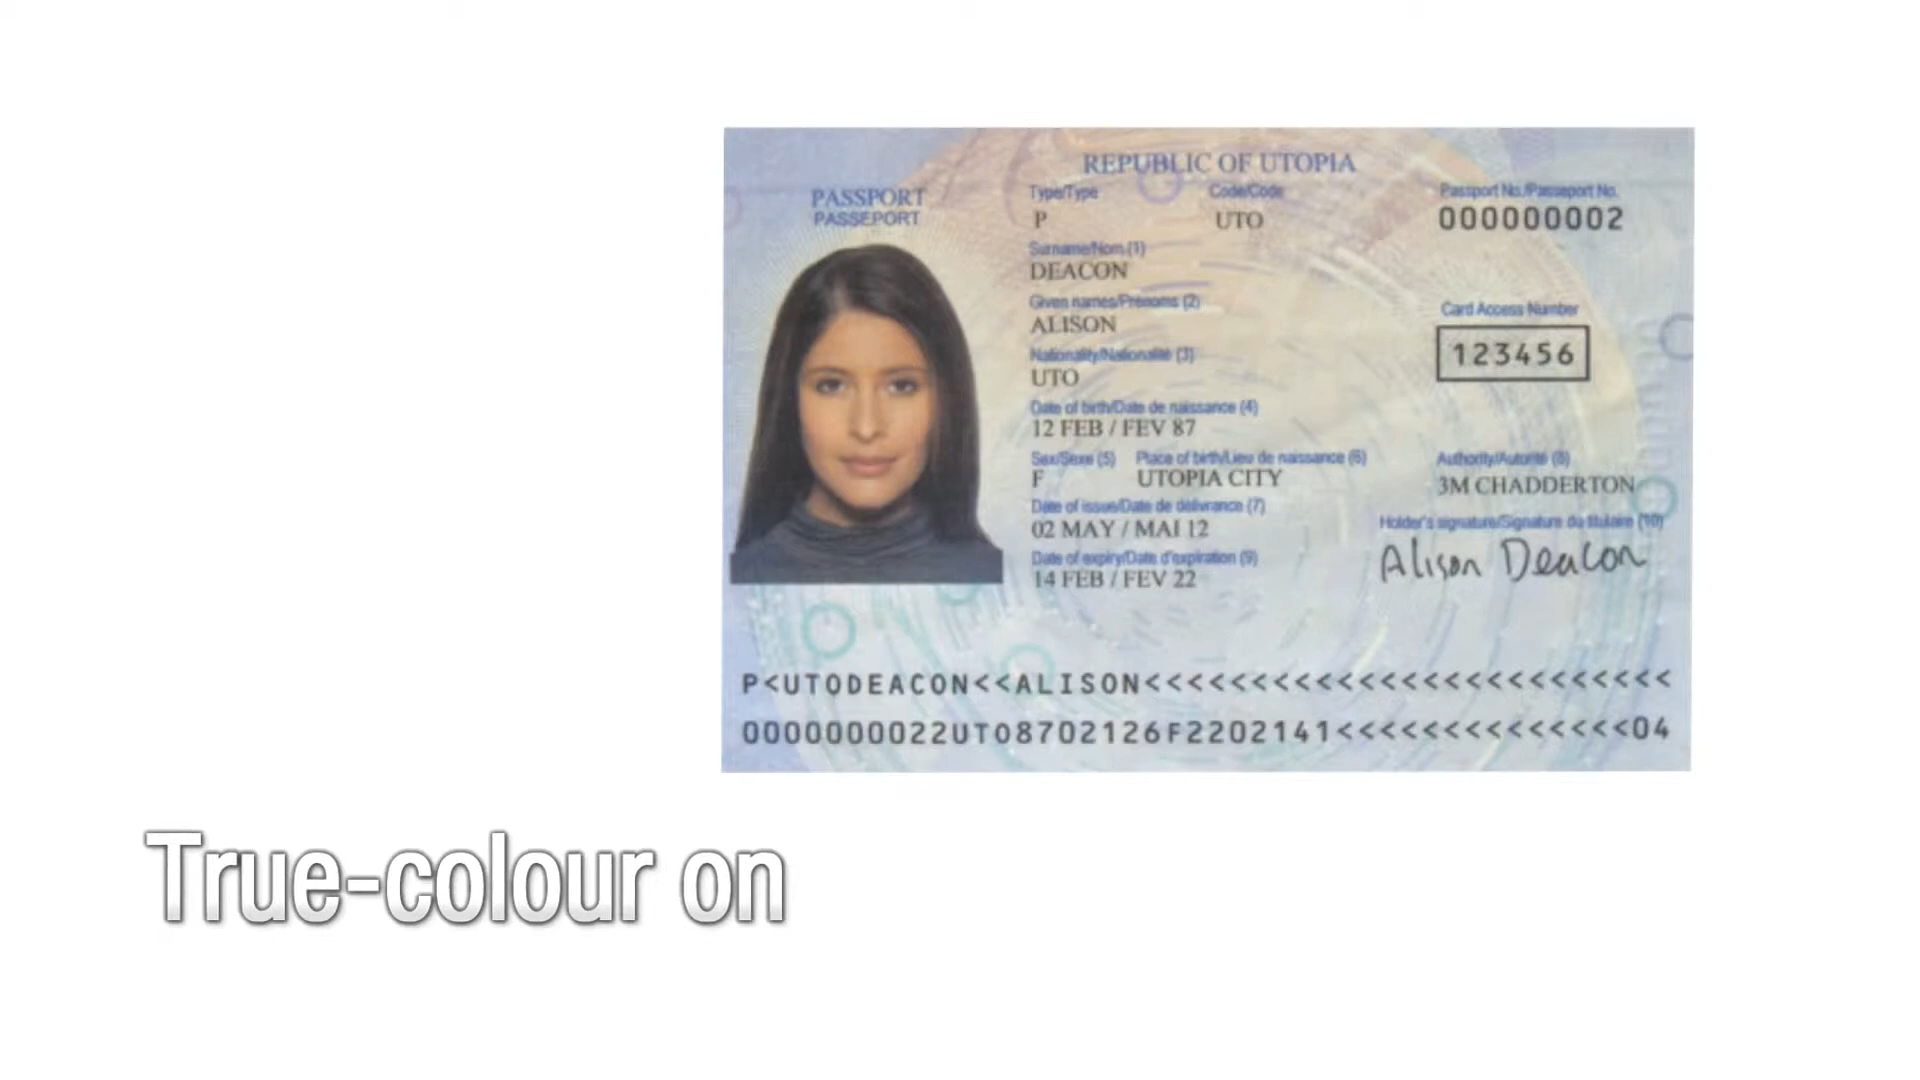 REPUBLIC OF UTOPIA
PASSPORT
PASSEPORT
Type/Type Code/Code Passport No./Passeport No.
P UTO 000000002
Surname/Nom (1)
DEACON
Given names/Prénoms (2)
ALISON
Card Access Number
123456
Nationality/Nationalité (3)
UTO
Date of birth/Date de naissance (4)
12 FEB / FEV 87
Sex/Sexe (5) Place of birth/Lieu de naissance (6) Authority/Autorité (8)
F UTOPIA CITY 3M CHADDERTON
Date of issue/Date de délivrance (7)
02 MAY / MAI 12
Holder's signature/Signature du titulaire (10)
Alison Deacon
Date of expiry/Date d'expiration (9)
14 FEB / FEV 22
P<UTODEACON<<ALISON<<<<<<<<<<<<<<<<<<<<<<<<<
0000000022UTO8702126F2202141<<<<<<<<<<<<<<04
True-colour on